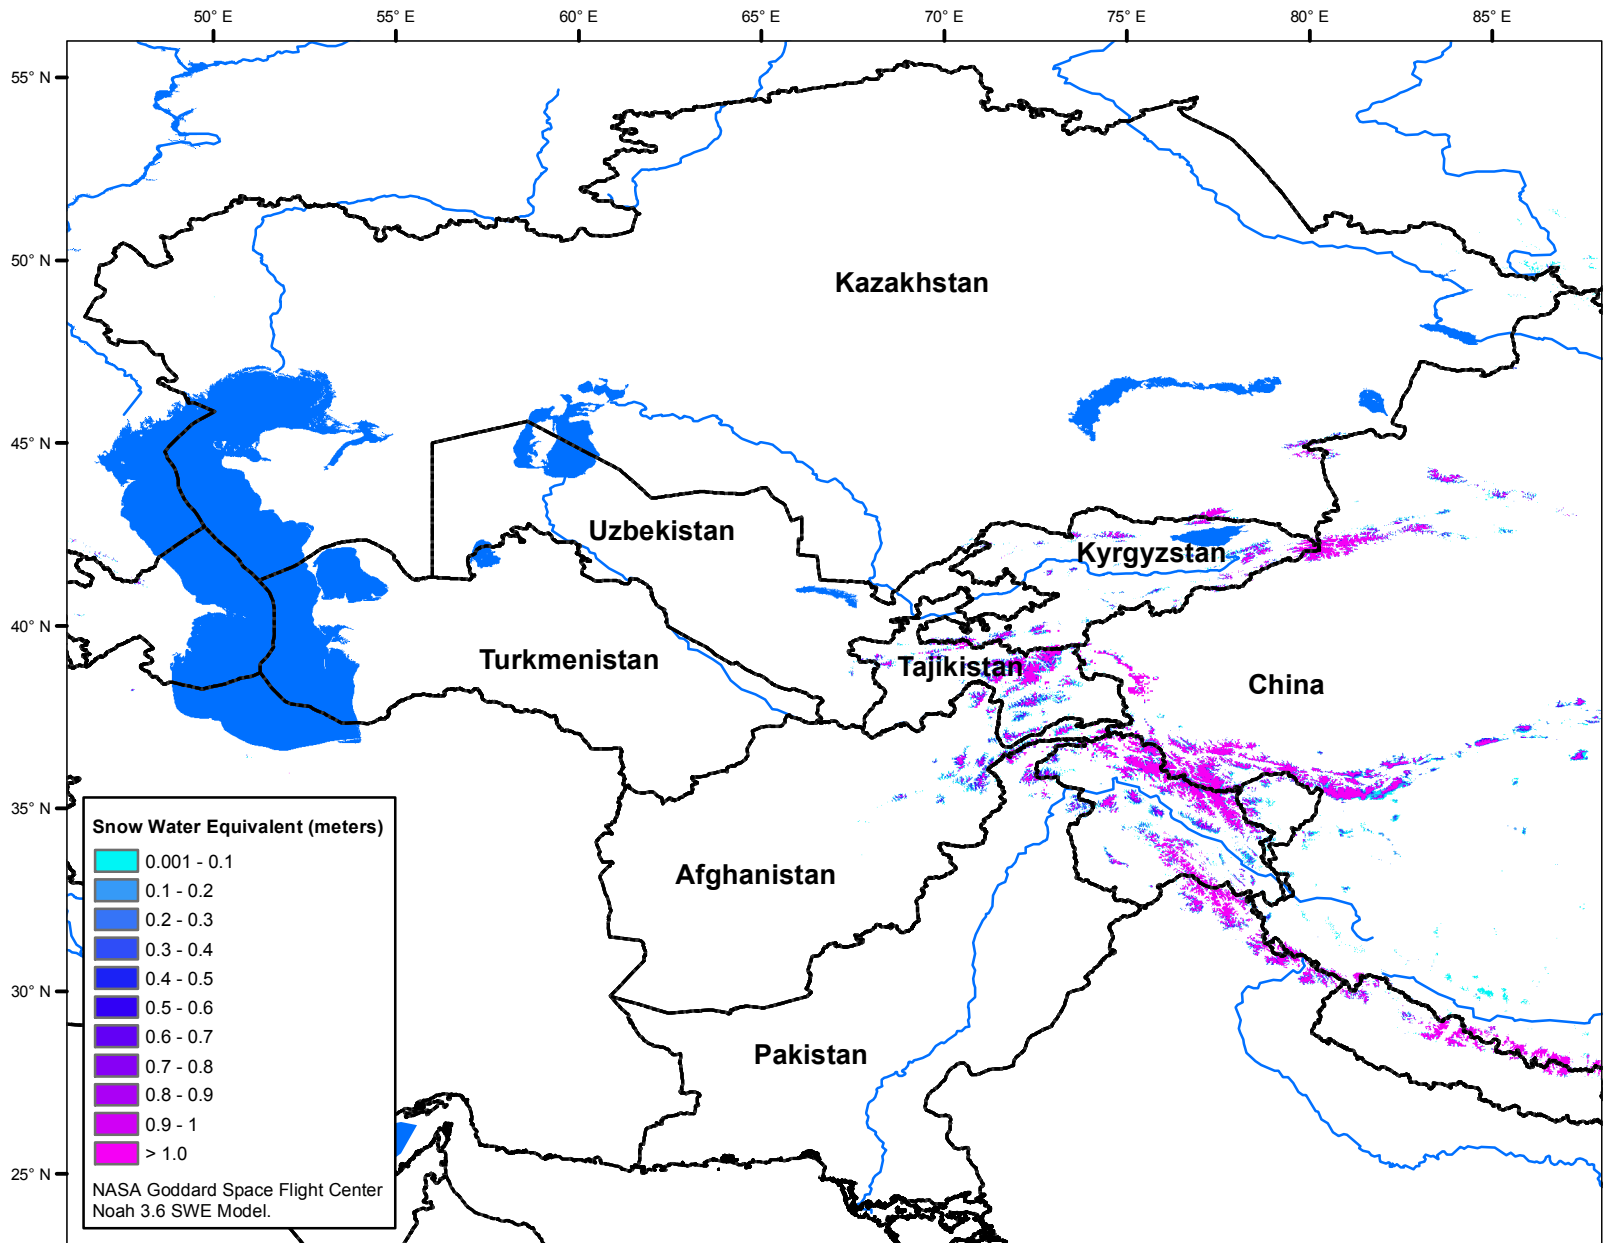 50° E 55° E 60° E 65° E 70° E 75° E 80° E 85° E
55° N
50° N
45° N
40° N
35° N
30° N
25° N
Kazakhstan
Uzbekistan
Kyrgyzstan
Turkmenistan
Tajikistan
China
Afghanistan
Pakistan
Snow Water Equivalent (meters)
0.001 - 0.1
0.1 - 0.2
0.2 - 0.3
0.3 - 0.4
0.4 - 0.5
0.5 - 0.6
0.6 - 0.7
0.7 - 0.8
0.8 - 0.9
0.9 - 1
> 1.0
NASA Goddard Space Flight Center
Noah 3.6 SWE Model.